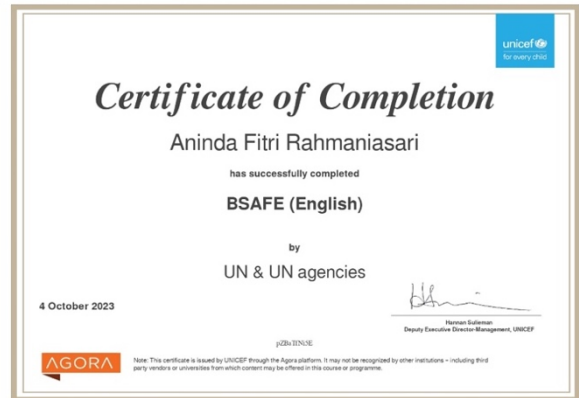 unicef
for every child
Certificate of Completion
Aninda Fitri Rahmaniasari
has successfully completed
BSAFE (English)
by
UN & UN agencies
4 October 2023
Hannan Sulieman
Deputy Executive Director-Management, UNICEF
AGORA
Note: This certificate is issued by UNICEF through the Agora platform. It may not be recognized by other institutions – including third
party vendors or universities from which content may be offered in this course or programme.